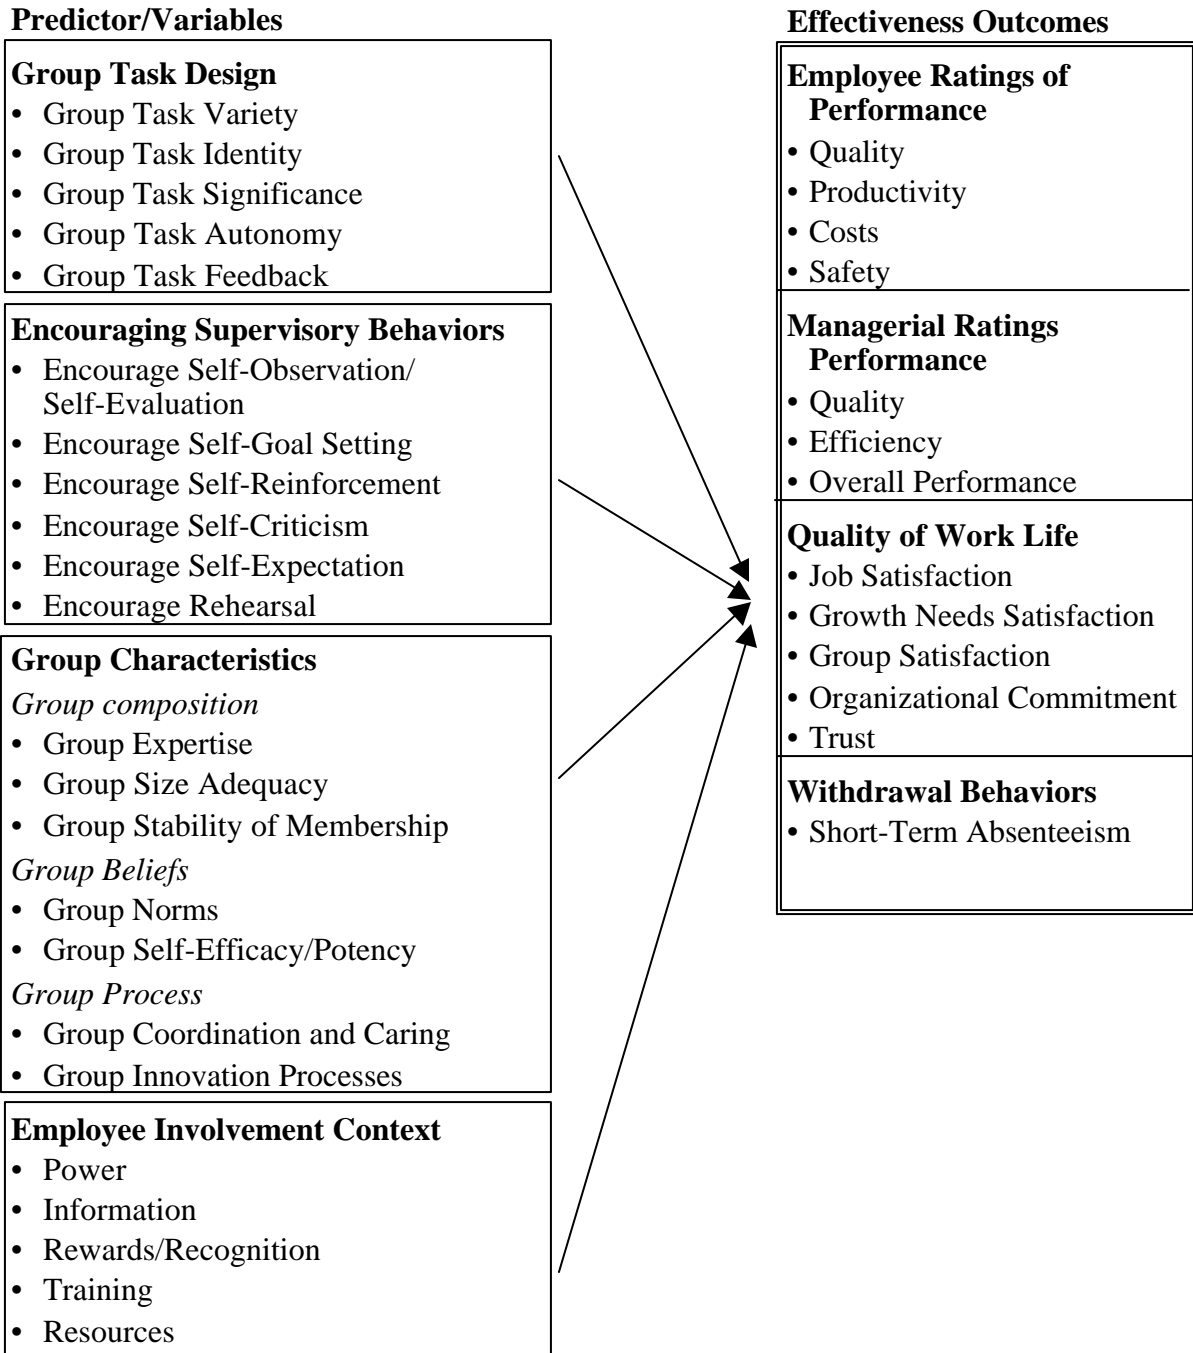 Predictor/Variables
Group Task Design
• Group Task Variety
• Group Task Identity
• Group Task Significance
• Group Task Autonomy
• Group Task Feedback
Encouraging Supervisory Behaviors
• Encourage Self-Observation/
Self-Evaluation
• Encourage Self-Goal Setting
• Encourage Self-Reinforcement
• Encourage Self-Criticism
• Encourage Self-Expectation
• Encourage Rehearsal
Group Characteristics
Group composition
• Group Expertise
• Group Size Adequacy
• Group Stability of Membership
Group Beliefs
• Group Norms
• Group Self-Efficacy/Potency
Group Process
• Group Coordination and Caring
• Group Innovation Processes
Employee Involvement Context
• Power
• Information
• Rewards/Recognition
• Training
• Resources
Effectiveness Outcomes
Employee Ratings of
Performance
• Quality
• Productivity
• Costs
• Safety
Managerial Ratings
Performance
• Quality
• Efficiency
• Overall Performance
Quality of Work Life
• Job Satisfaction
• Growth Needs Satisfaction
• Group Satisfaction
• Organizational Commitment
• Trust
Withdrawal Behaviors
• Short-Term Absenteeism